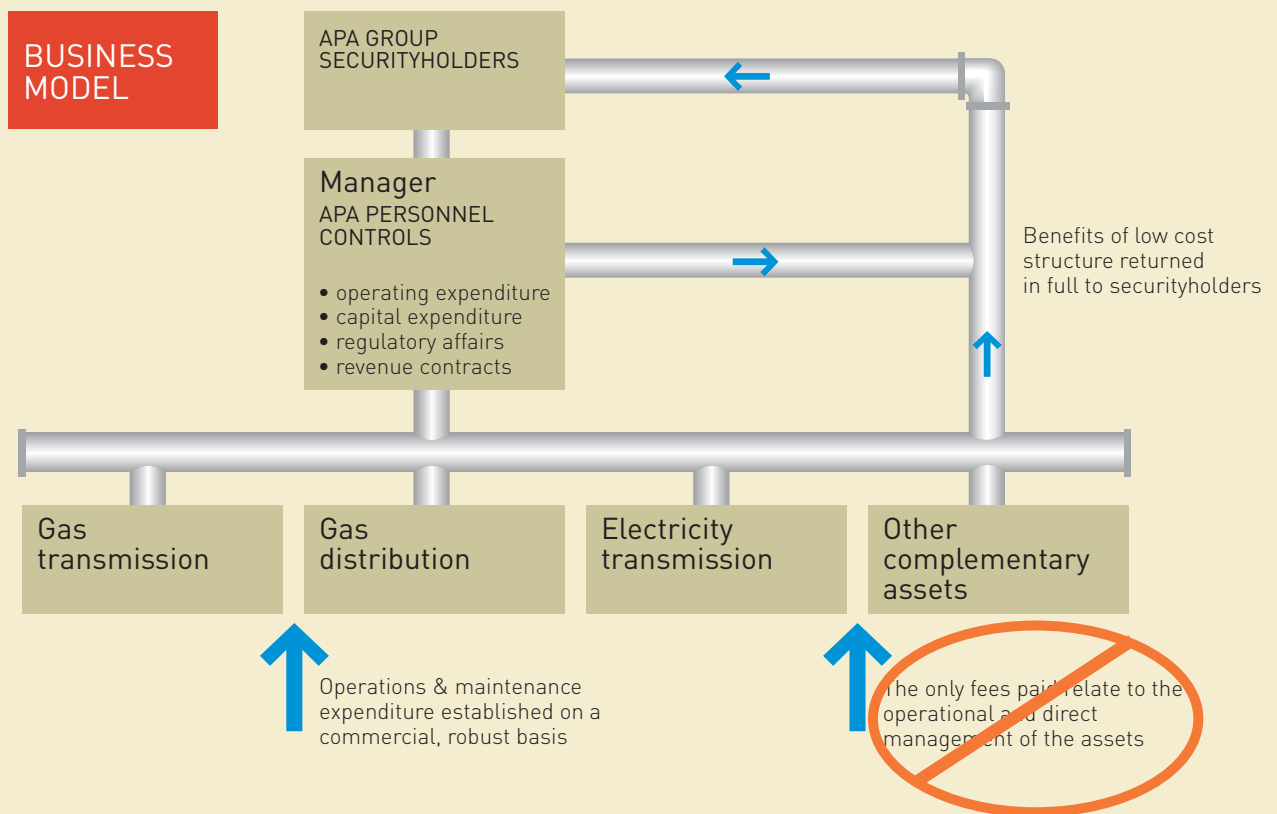 BUSINESS
MODEL
APA GROUP
SECURITYHOLDERS
Manager
APA PERSONNEL
CONTROLS
• operating expenditure
• capital expenditure
• regulatory affairs
• revenue contracts
Benefits of low cost
structure returned
in full to securityholders
Gas
transmission
Gas
distribution
Electricity
transmission
Other
complementary
assets
Operations & maintenance
expenditure established on a
commercial, robust basis
The only fees paid relate to the
operational and direct
management of the assets